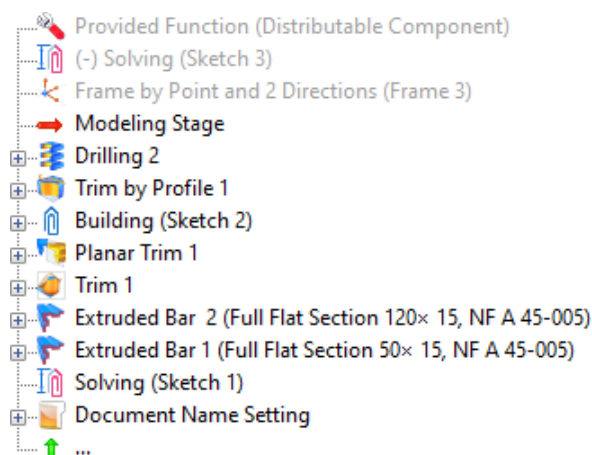 Provided Function (Distributable Component)
(-) Solving (Sketch 3)
Frame by Point and 2 Directions (Frame 3)
Modeling Stage
Drilling 2
Trim by Profile 1
Building (Sketch 2)
Planar Trim 1
Trim 1
Extruded Bar 2 (Full Flat Section 120× 15, NF A 45-005)
Extruded Bar 1 (Full Flat Section 50× 15, NF A 45-005)
Solving (Sketch 1)
Document Name Setting
...